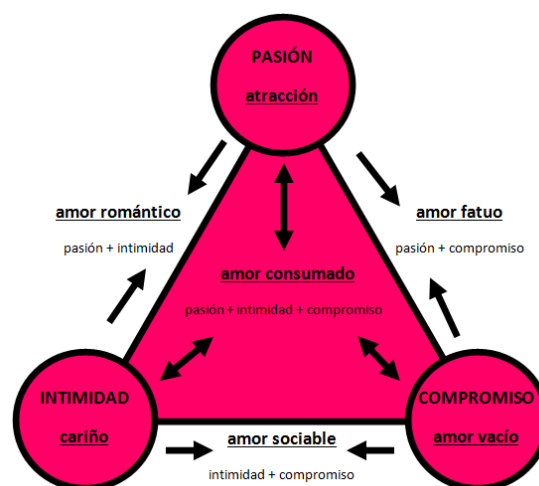 PASIÓN
atracción
amor romántico
pasión + intimidad
amor fatuo
pasión + compromiso
amor consumado
pasión + intimidad + compromiso
INTIMIDAD
cariño
COMPROMISO
amor vacío
amor sociable
intimidad + compromiso